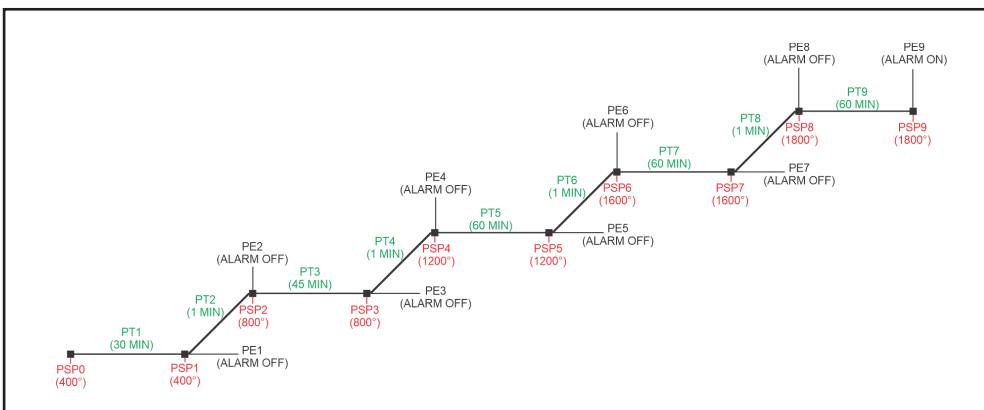 PE8
(ALARM OFF)
PE9
(ALARM ON)
PT9
(60 MIN)
PT8
(1 MIN)
PSP8
(1800°)
PSP9
(1800°)
PE6
(ALARM OFF)
PT7
(60 MIN)
PE7
(ALARM OFF)
PT6
(1 MIN)
PSP6
(1600°)
PSP7
(1600°)
PE4
(ALARM OFF)
PT5
(60 MIN)
PE5
(ALARM OFF)
PT4
(1 MIN)
PSP4
(1200°)
PSP5
(1200°)
PE2
(ALARM OFF)
PT3
(45 MIN)
PE3
(ALARM OFF)
PT2
(1 MIN)
PSP2
(800°)
PSP3
(800°)
PT1
(30 MIN)
PE1
(ALARM OFF)
PSP0
(400°)
PSP1
(400°)